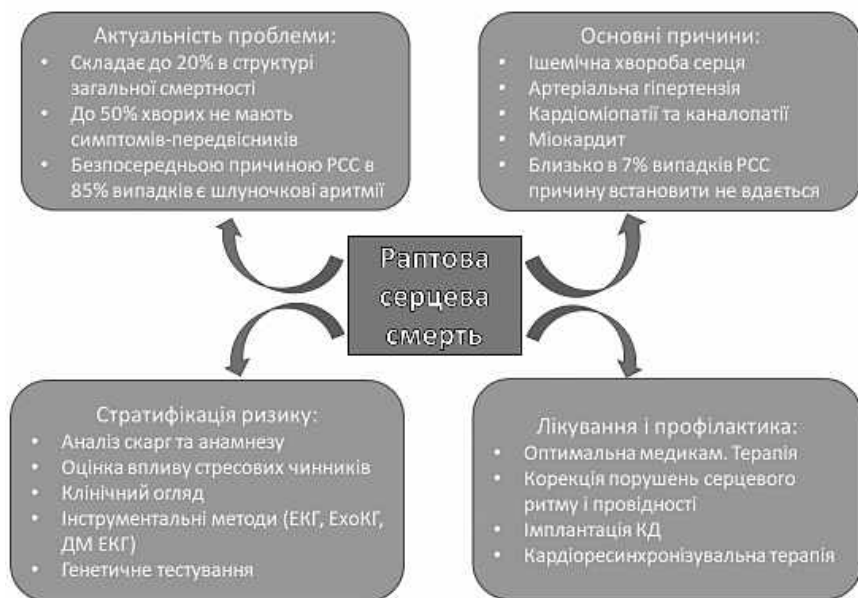 Актуальність проблеми:
• Складає до 20% в структурі
загальної смертності
• До 50% хворих не мають
симптомів-передвісників
• Безпосередньою причиною РСС в
85% випадків є шлуночкові аритмії
Основні причини:
• Ішемічна хвороба серця
• Артеріальна гіпертензія
• Кардіоміопатії та каналопатії
• Міокардит
• Близько в 7% випадків РСС
причину встановити не вдається
Раптова
серцева
смерть
Стратифікація ризику:
• Аналіз скарг та анамнезу
• Оцінка впливу стресових чинників
• Клінічний огляд
• Інструментальні методи (ЕКГ, ЕхоКГ,
ДМ ЕКГ)
• Генетичне тестування
Лікування і профілактика:
• Оптимальна медикам. Терапія
• Корекція порушень серцевого
ритму і провідності
• Імплантація КД
• Кардіоресинхронізувальна терапія